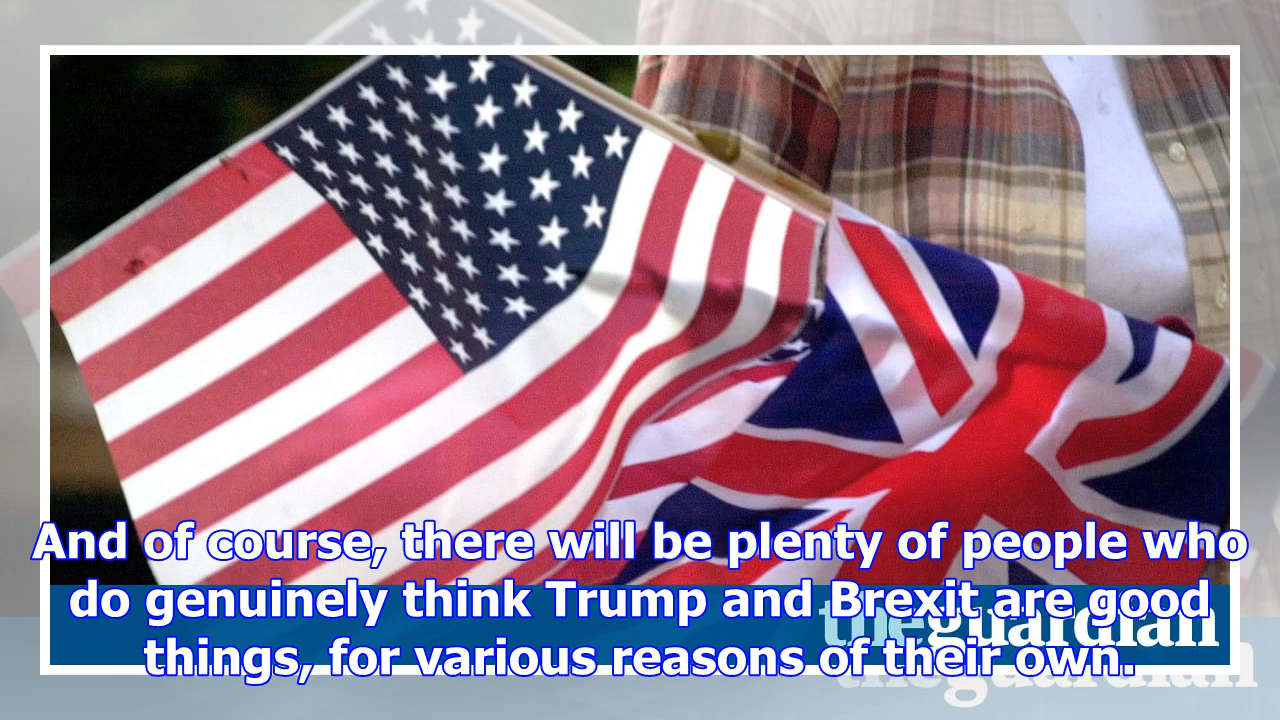 And of course, there will be plenty of people who
do genuinely think Trump and Brexit are good
things, for various reasons of their own.
theguardian
theguardian